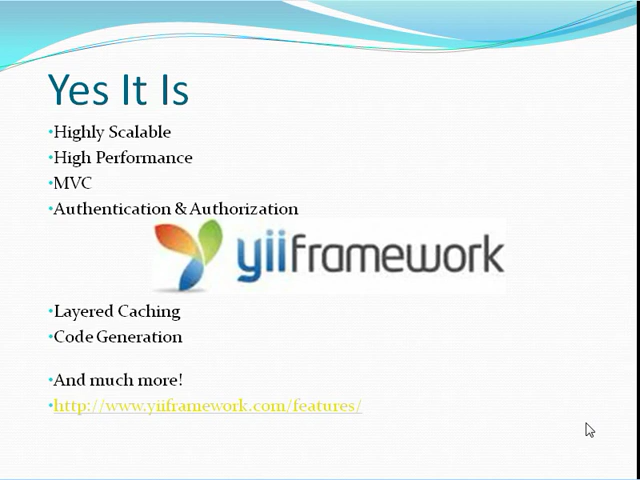 Yes It Is
•Highly Scalable
•High Performance
•MVC
•Authentication & Authorization
yiiframework
•Layered Caching
•Code Generation
•And much more!
•http://www.yiiframework.com/features/